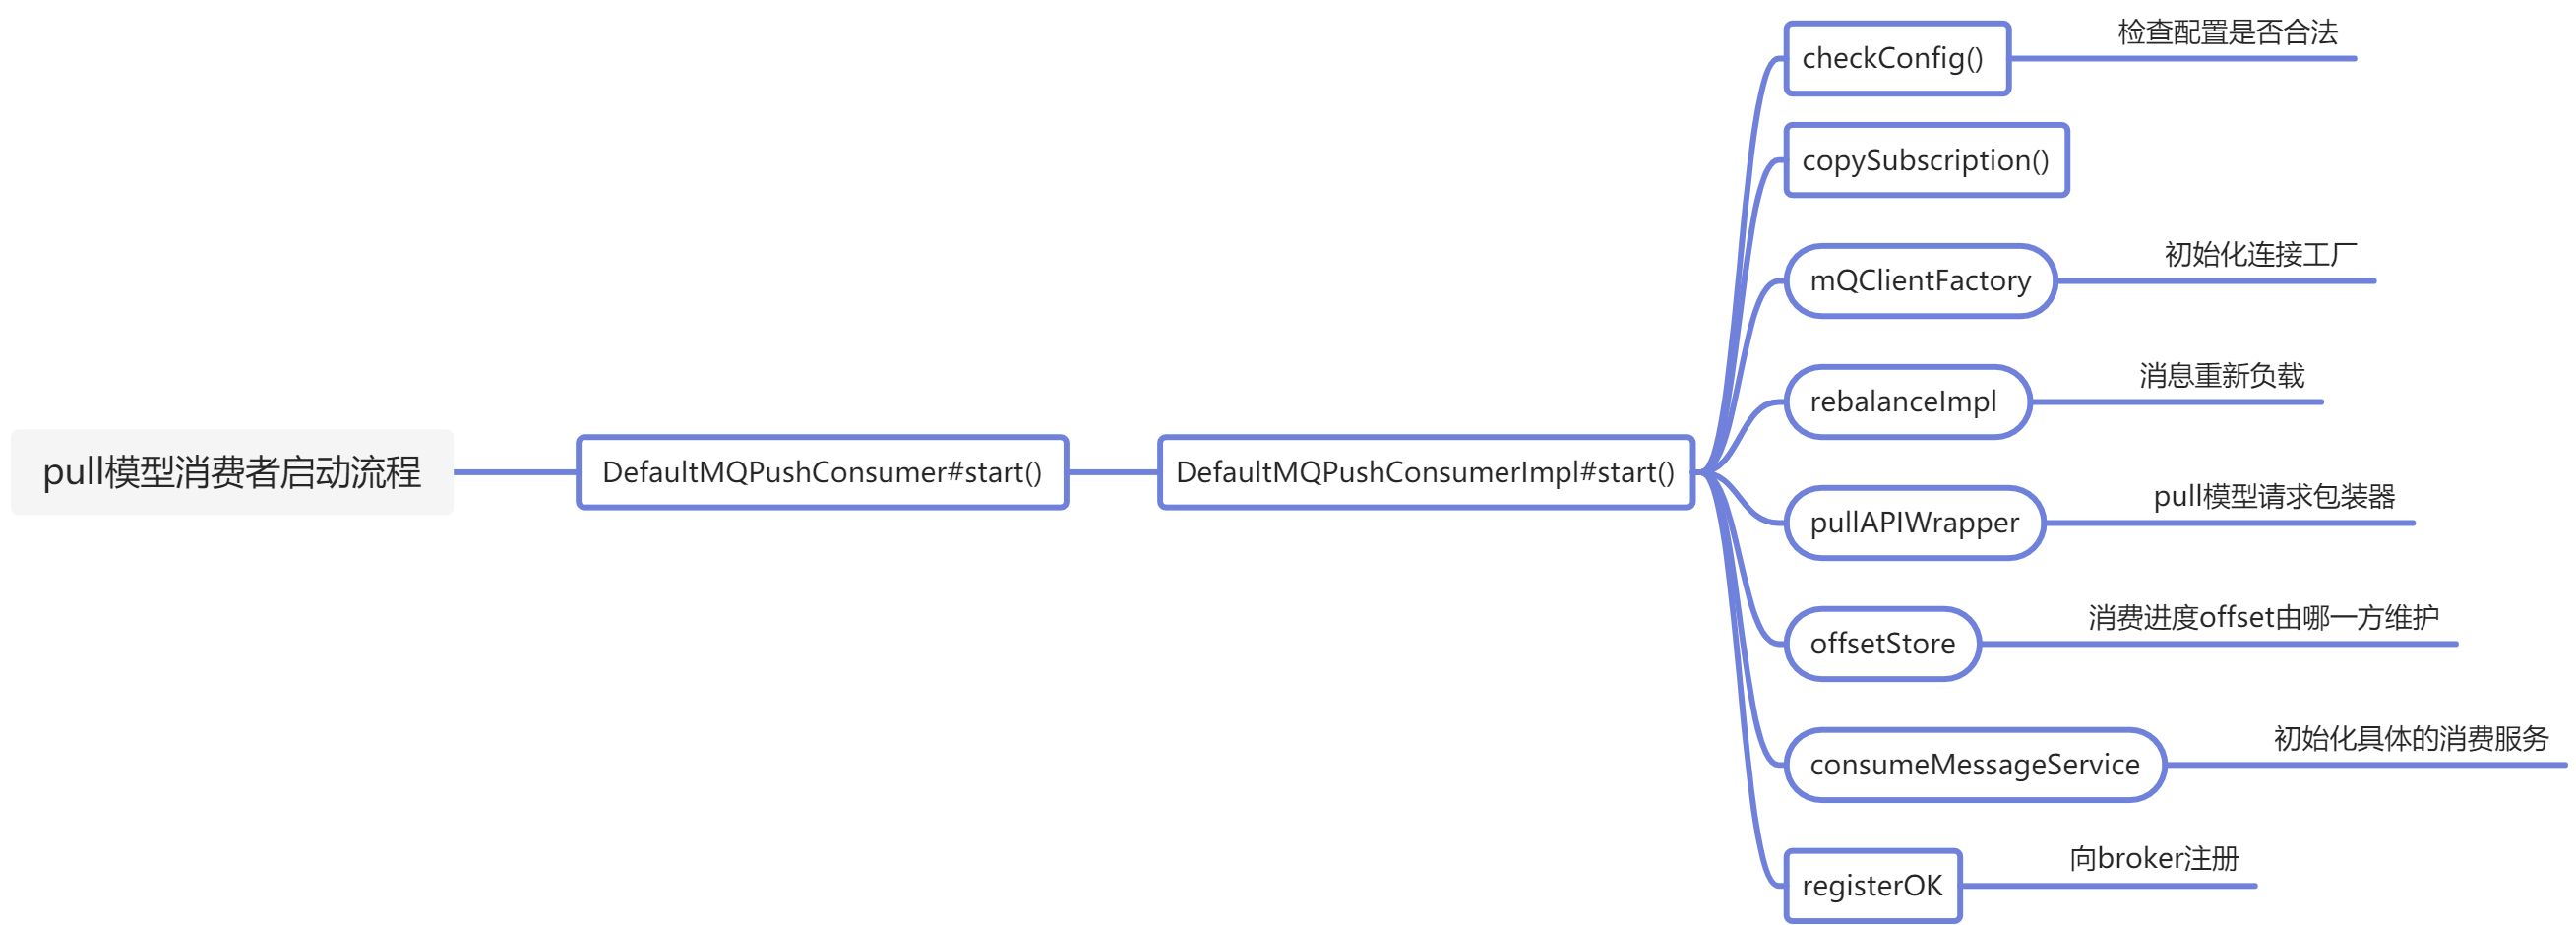 pull模型消费者启动流程
DefaultMQPushConsumer#start()
DefaultMQPushConsumerImpl#start()
checkConfig()
检查配置是否合法
copySubscription()
mQClientFactory
初始化连接工厂
rebalanceImpl
消息重新负载
pullAPIWrapper
pull模型请求包装器
offsetStore
消费进度offset由哪一方维护
consumeMessageService
初始化具体的消费服务
registerOK
向broker注册